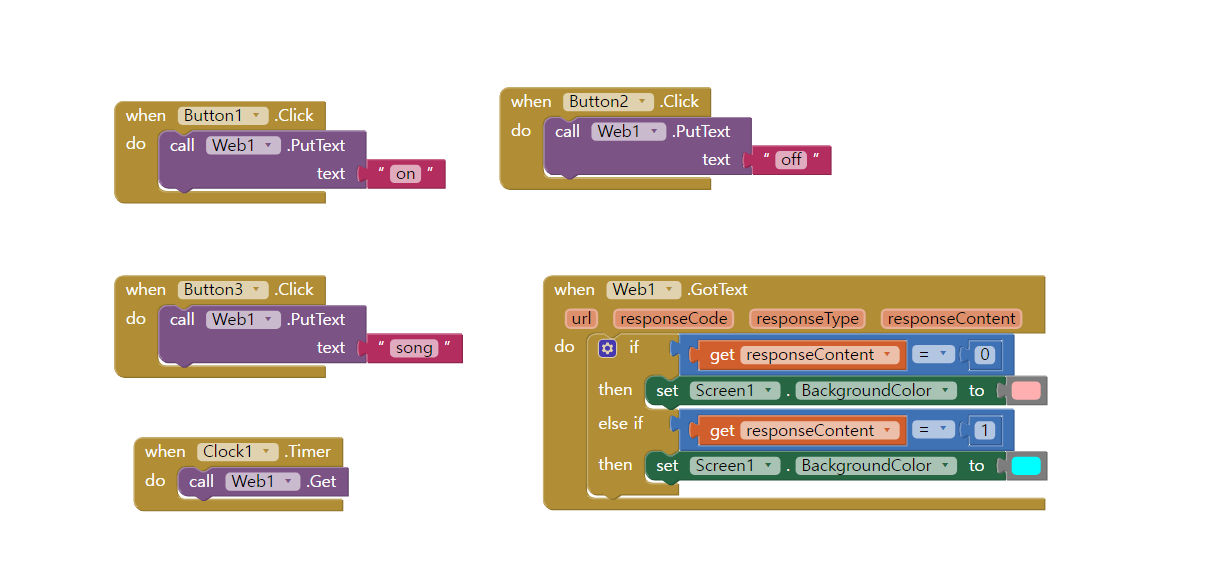 when Button1 .Click
do call Web1 .PutText
text " on "
when Button2 .Click
do call Web1 .PutText
text " off "
when Button3 .Click
do call Web1 .PutText
text " song "
when Clock1 .Timer
do call Web1 .Get
when Web1 .GotText
url responseCode responseType responseContent
do if get responseContent = 0
then set Screen1 . BackgroundColor to
else if get responseContent = 1
then set Screen1 . BackgroundColor to